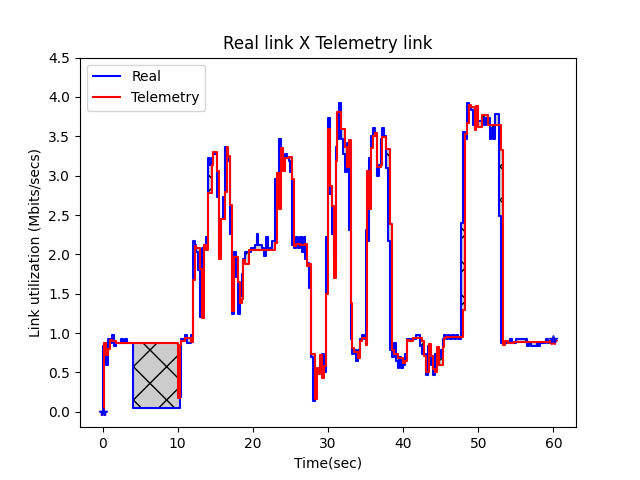 Real link X Telemetry link
Real
Telemetry
Link utilization (Mbits/secs)
4.5
4.0
3.5
3.0
2.5
2.0
1.5
1.0
0.5
0.0
0 10 20 30 40 50 60
Time(sec)